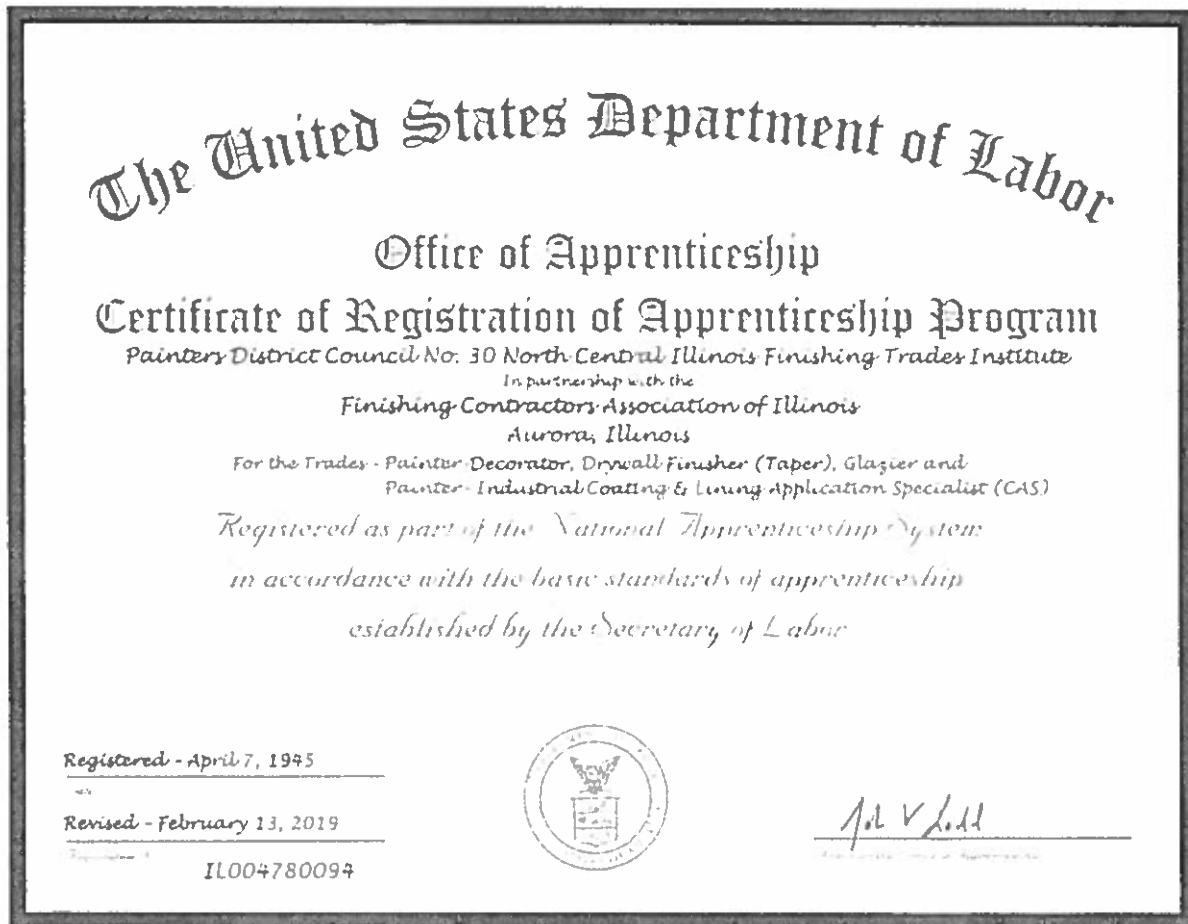 The United States Department of Labor
Office of Apprenticeship
Certificate of Registration of Apprenticeship Program
Painters District Council No. 30 North Central Illinois Finishing Trades Institute
In partnership with the
Finishing Contractors Association of Illinois
Aurora, Illinois
For the Trades - Painter-Decorator, Drywall Finisher (Taper), Glazier and
Painter - Industrial Coating & Lining Application Specialist (CAS)
Registered as part of the National Apprenticeship System
in accordance with the basic standards of apprenticeship
established by the Secretary of Labor
Registered - April 7, 1945
Revised - February 13, 2019
IL004780094